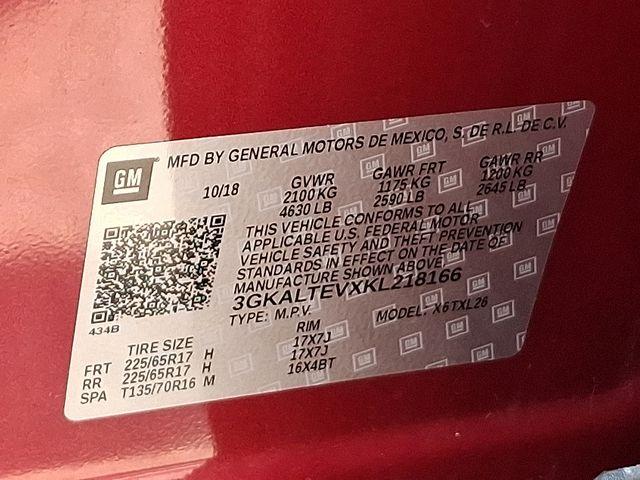 GM
MFD BY GENERAL MOTORS DE MEXICO, S. DE R.L. DE C.V.
10/18 GVWR GAWR FRT GAWR RR
2100 KG 1175 KG 1200 KG
4630 LB 2590 LB 2645 LB
THIS VEHICLE CONFORMS TO ALL
APPLICABLE U.S. FEDERAL MOTOR
VEHICLE SAFETY AND THEFT PREVENTION
STANDARDS IN EFFECT ON THE DATE OF
MANUFACTURE SHOWN ABOVE
3GKALTEVXKL218166
TYPE: M.P.V. MODEL: X6TXL26
434B
TIRE SIZE RIM
FRT 225/65R17 H 17X7J
RR 225/65R17 H 17X7J
SPA T135/70R16 M 16X4BT